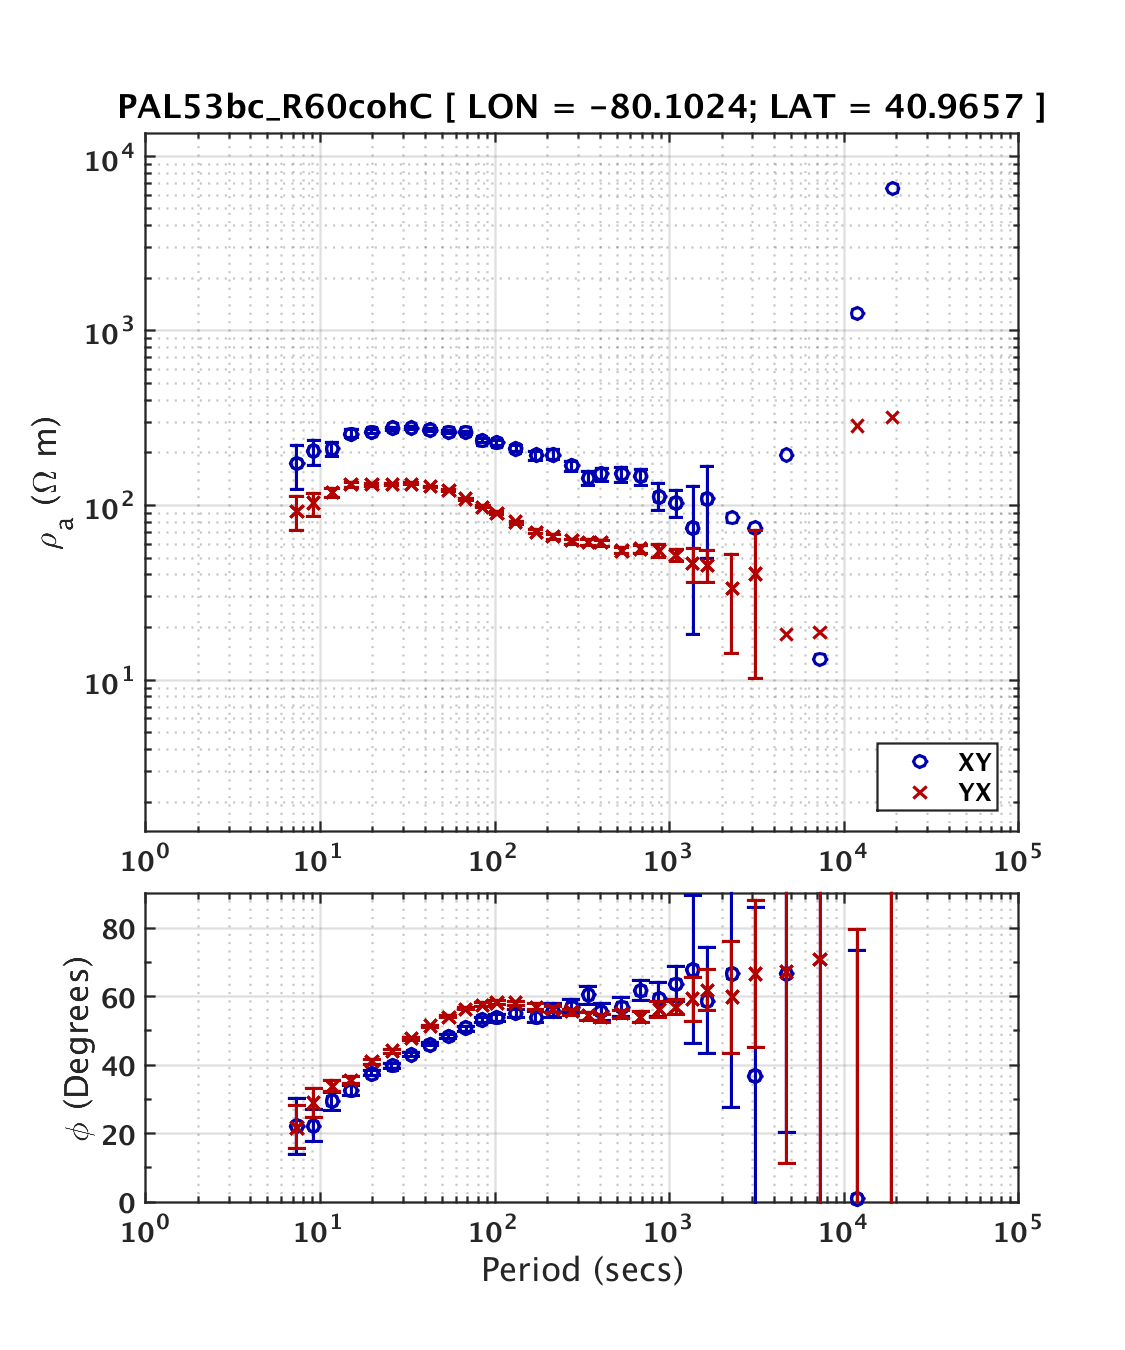 PAL53bc_R60cohC [ LON = -80.1024; LAT = 40.9657 ]
10^4
10^3
10^2
10^1
ρa (Ω m)
XY
YX
10^0 10^1 10^2 10^3 10^4 10^5
80
60
40
20
0
ϕ (Degrees)
10^0 10^1 10^2 10^3 10^4 10^5
Period (secs)